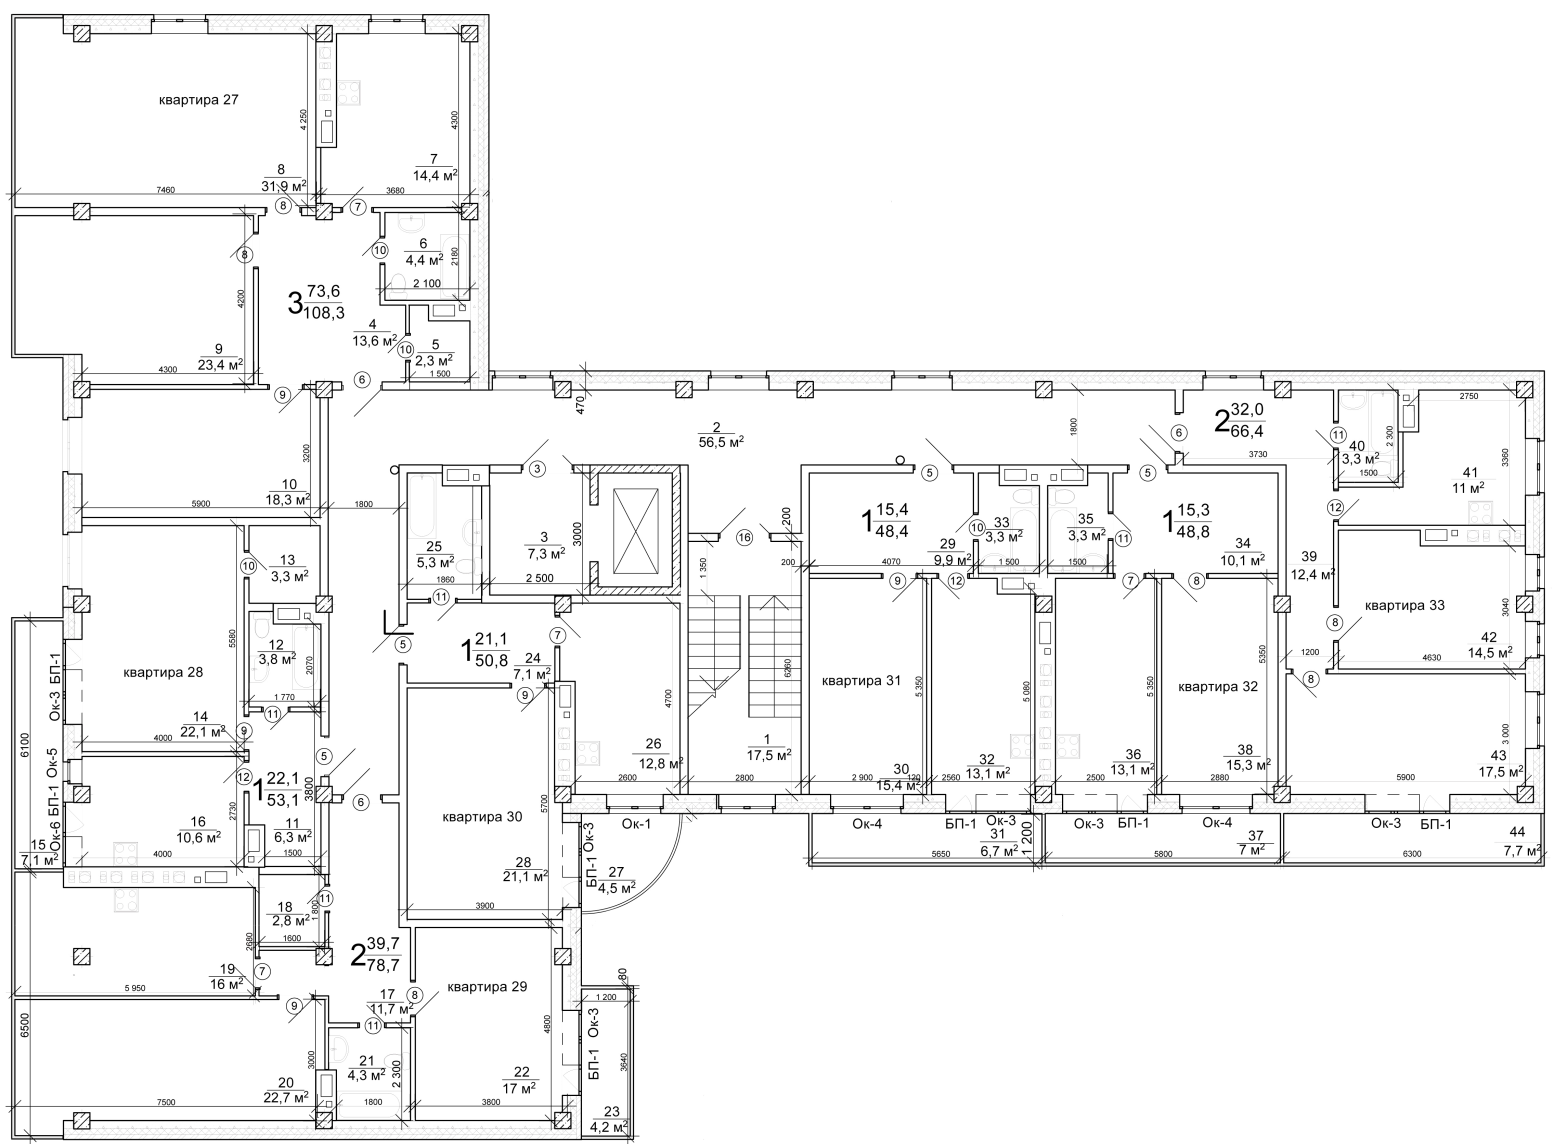 квартира 27
4 250
4300
7
14,4 м²
8
31,9 м²
7460
3680
8
7
6
4,4 м²
10
2180
2 100
8
4200
3
73,6
108,3
4
13,6 м²
10
5
2,3 м²
1 500
9
23,4 м²
4300
9
6
470
2
56,5 м²
1800
6
2
32,0
66,4
3730
11
40
3,3 м²
2 300
1500
2750
3360
41
11 м²
12
3200
10
18,3 м²
5900
1800
3
5
5
25
5,3 м²
1860
3
7,3 м²
3000
2 500
200
16
1
15,4
48,4
10
33
3,3 м²
35
3,3 м²
11
1
15,3
48,8
29
9,9 м²
200
4070
1500
1500
34
10,1 м²
39
12,4 м²
10
13
3,3 м²
11
1 350
9
12
7
8
квартира 33
3040
42
14,5 м²
8
1200
4630
12
3,8 м²
2070
1 770
11
5580
квартира 28
14
22,1 м²
4000
5
1
21,1
50,8
24
7,1 м²
7
9
6260
4700
квартира 31
5 350
5 080
5 350
квартира 32
5350
8
Ок-3 БП-1
6100
Ок-5
9
5
12
1
22,1
53,1
3800
6
26
12,8 м²
2600
1
17,5 м²
2800
2 900
30
15,4 м²
120
2560
32
13,1 м²
36
13,1 м²
2500
38
15,3 м²
2880
3 000
43
17,5 м²
5900
Ок-6 БП-1
15
7,1 м²
16
10,6 м²
4000
2730
11
6,3 м²
1500
квартира 30
5700
Ок-1
БП-1 Ок-3
27
4,5 м²
28
21,1 м²
3900
Ок-4
БП-1
Ок-3
31
6,7 м²
1 200
5650
Ок-3
БП-1
Ок-4
37
7 м²
5800
Ок-3
БП-1
44
7,7 м²
6300
18
2,8 м²
1 800
11
1600
2680
7
19
16 м²
5 950
9
2
39,7
78,7
17
11,7 м²
8
квартира 29
80
1 200
6500
11
3000
20
22,7 м²
7500
21
4,3 м²
2 300
1800
4800
22
17 м²
3800
БП-1 Ок-3
3640
23
4,2 м²